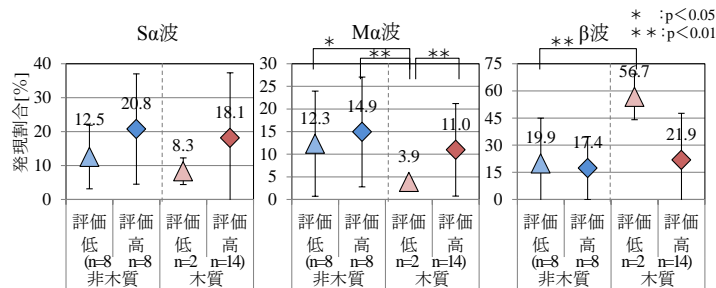 ＊ :p＜0.05
＊＊:p＜0.01
Sα波
Mα波
β波
発現割合[%]
40
30
20
10
0
12.5
20.8
8.3
18.1
評価低 (n=8
評価高 n=8
評価低 n=2
評価高 n=14)
非木質
木質
＊
＊＊
＊＊
30
25
20
15
10
5
0
12.3
14.9
3.9
11.0
評価低 (n=8
評価高 n=8
評価低 n=2
評価高 n=14)
非木質
木質
＊＊
75
60
45
30
15
0
19.9
17.4
56.7
21.9
評価低 (n=8
評価高 n=8
評価低 n=2
評価高 n=14)
非木質
木質